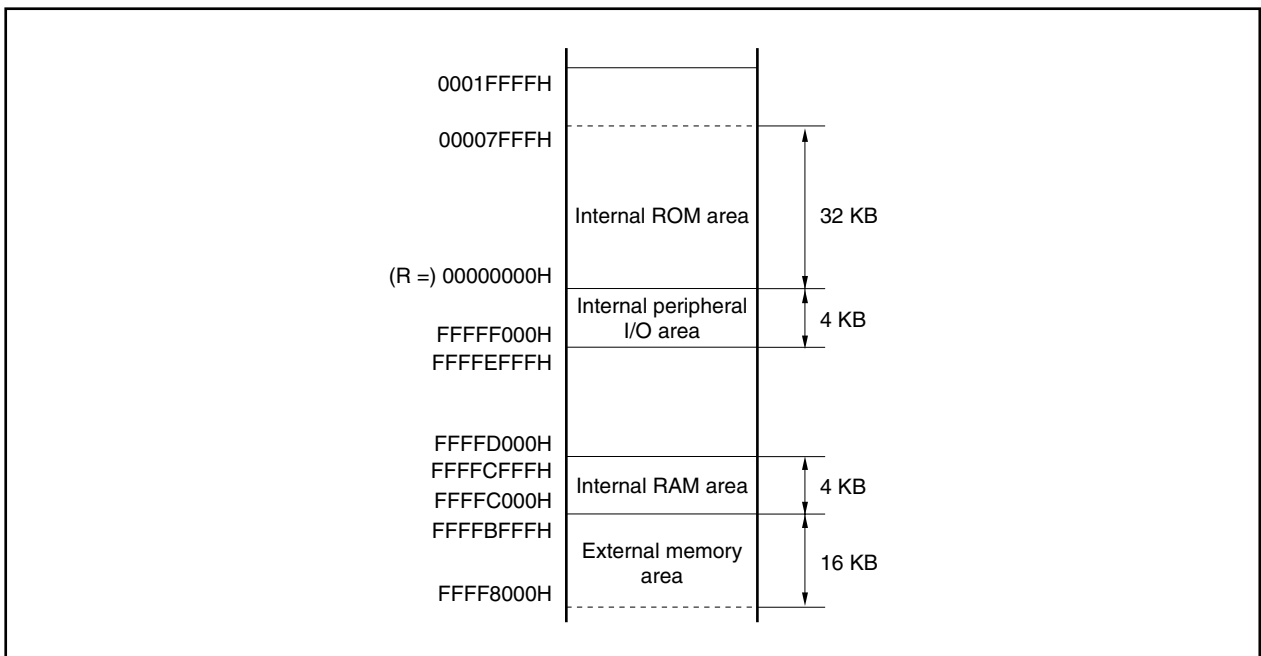 0001FFFFH
00007FFFH
Internal ROM area
32 KB
(R =) 00000000H
Internal peripheral
I/O area
4 KB
FFFFF000H
FFFFEFFFH
FFFFD000H
FFFFCFFFH
Internal RAM area
4 KB
FFFFC000H
FFFFBFFFH
External memory
area
16 KB
FFFF8000H